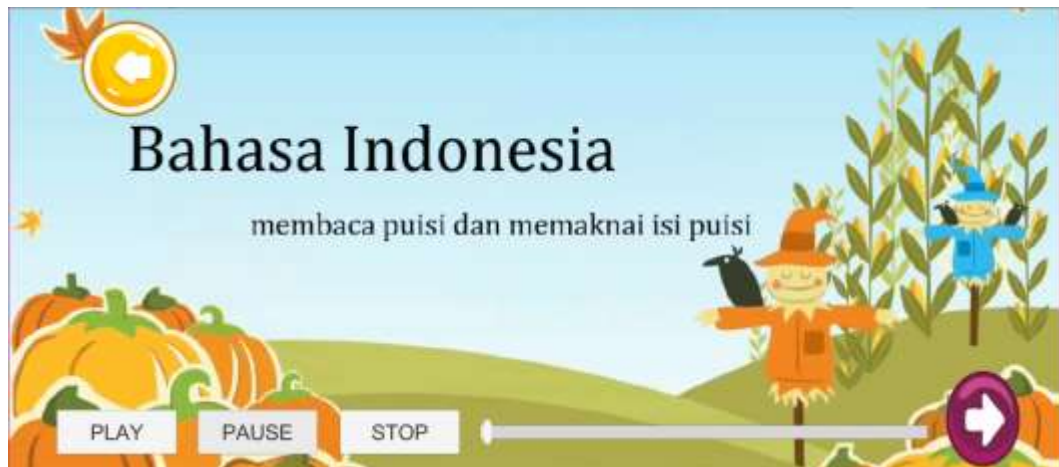 Bahasa Indonesia
membaca puisi dan memaknai isi puisi
PLAY PAUSE STOP